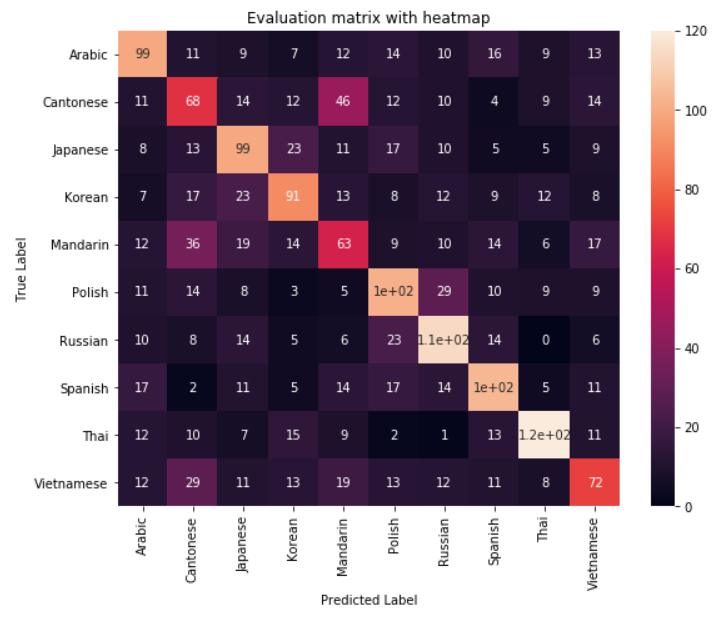 Evaluation matrix with heatmap
Arabic 99 11 9 7 12 14 10 16 9 13
Cantonese 11 68 14 12 46 12 10 4 9 14
Japanese 8 13 99 23 11 17 10 5 5 9
Korean 7 17 23 91 13 8 12 9 12 8
Mandarin 12 36 19 14 63 9 10 14 6 17
Polish 11 14 8 3 5 1e+02 29 10 9 9
Russian 10 8 14 5 6 23 1.1e+02 14 0 6
Spanish 17 2 11 5 14 17 14 1e+02 5 11
Thai 12 10 7 15 9 2 1 13 1.2e+02 11
Vietnamese 12 29 11 13 19 13 12 11 8 72
Arabic Cantonese Japanese Korean Mandarin Polish Russian Spanish Thai Vietnamese
Predicted Label
True Label
120
100
80
60
40
20
0